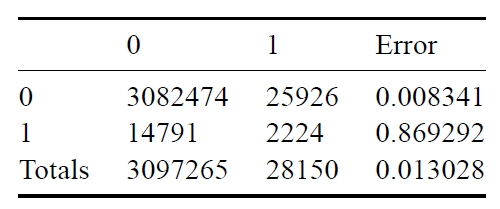 0 1 Error
0 3082474 25926 0.008341
1 14791 2224 0.869292
Totals 3097265 28150 0.013028